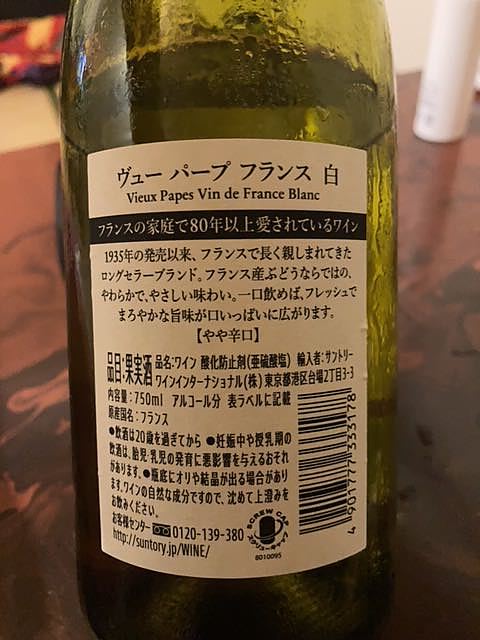 ヴュー パープ フランス 白
Vieux Papes Vin de France Blanc
フランスの家庭で80年以上愛されているワイン
1935年の発売以来、フランスで長く親しまれてきた
ロングセラーブランド。フランス産ぶどうならではの、
やわらかで、やさしい味わい。一口飲めば、フレッシュで
まろやかな旨味が口いっぱいに広がります。
【やや辛口】
品目:果実酒 品名:ワイン 酸化防止剤(亜硫酸塩) 輸入者:サントリー
ワインインターナショナル(株) 東京都港区台場2丁目3-3
内容量:750ml アルコール分 表ラベルに記載
原産国名:フランス
●飲酒は20歳を過ぎてから ●妊娠中や授乳期の
飲酒は、胎児・乳児の発育に悪影響を与えるおそれ
があります。●瓶底にオリや結晶が出る場合があり
ます。ワインの自然な成分ですので、沈めて上澄みを
お飲みください。
お客様センター 0120-139-380
http://suntory.jp/WINE/
4 901777 333178
SCREW CAP
スクリューキャップ
8010095